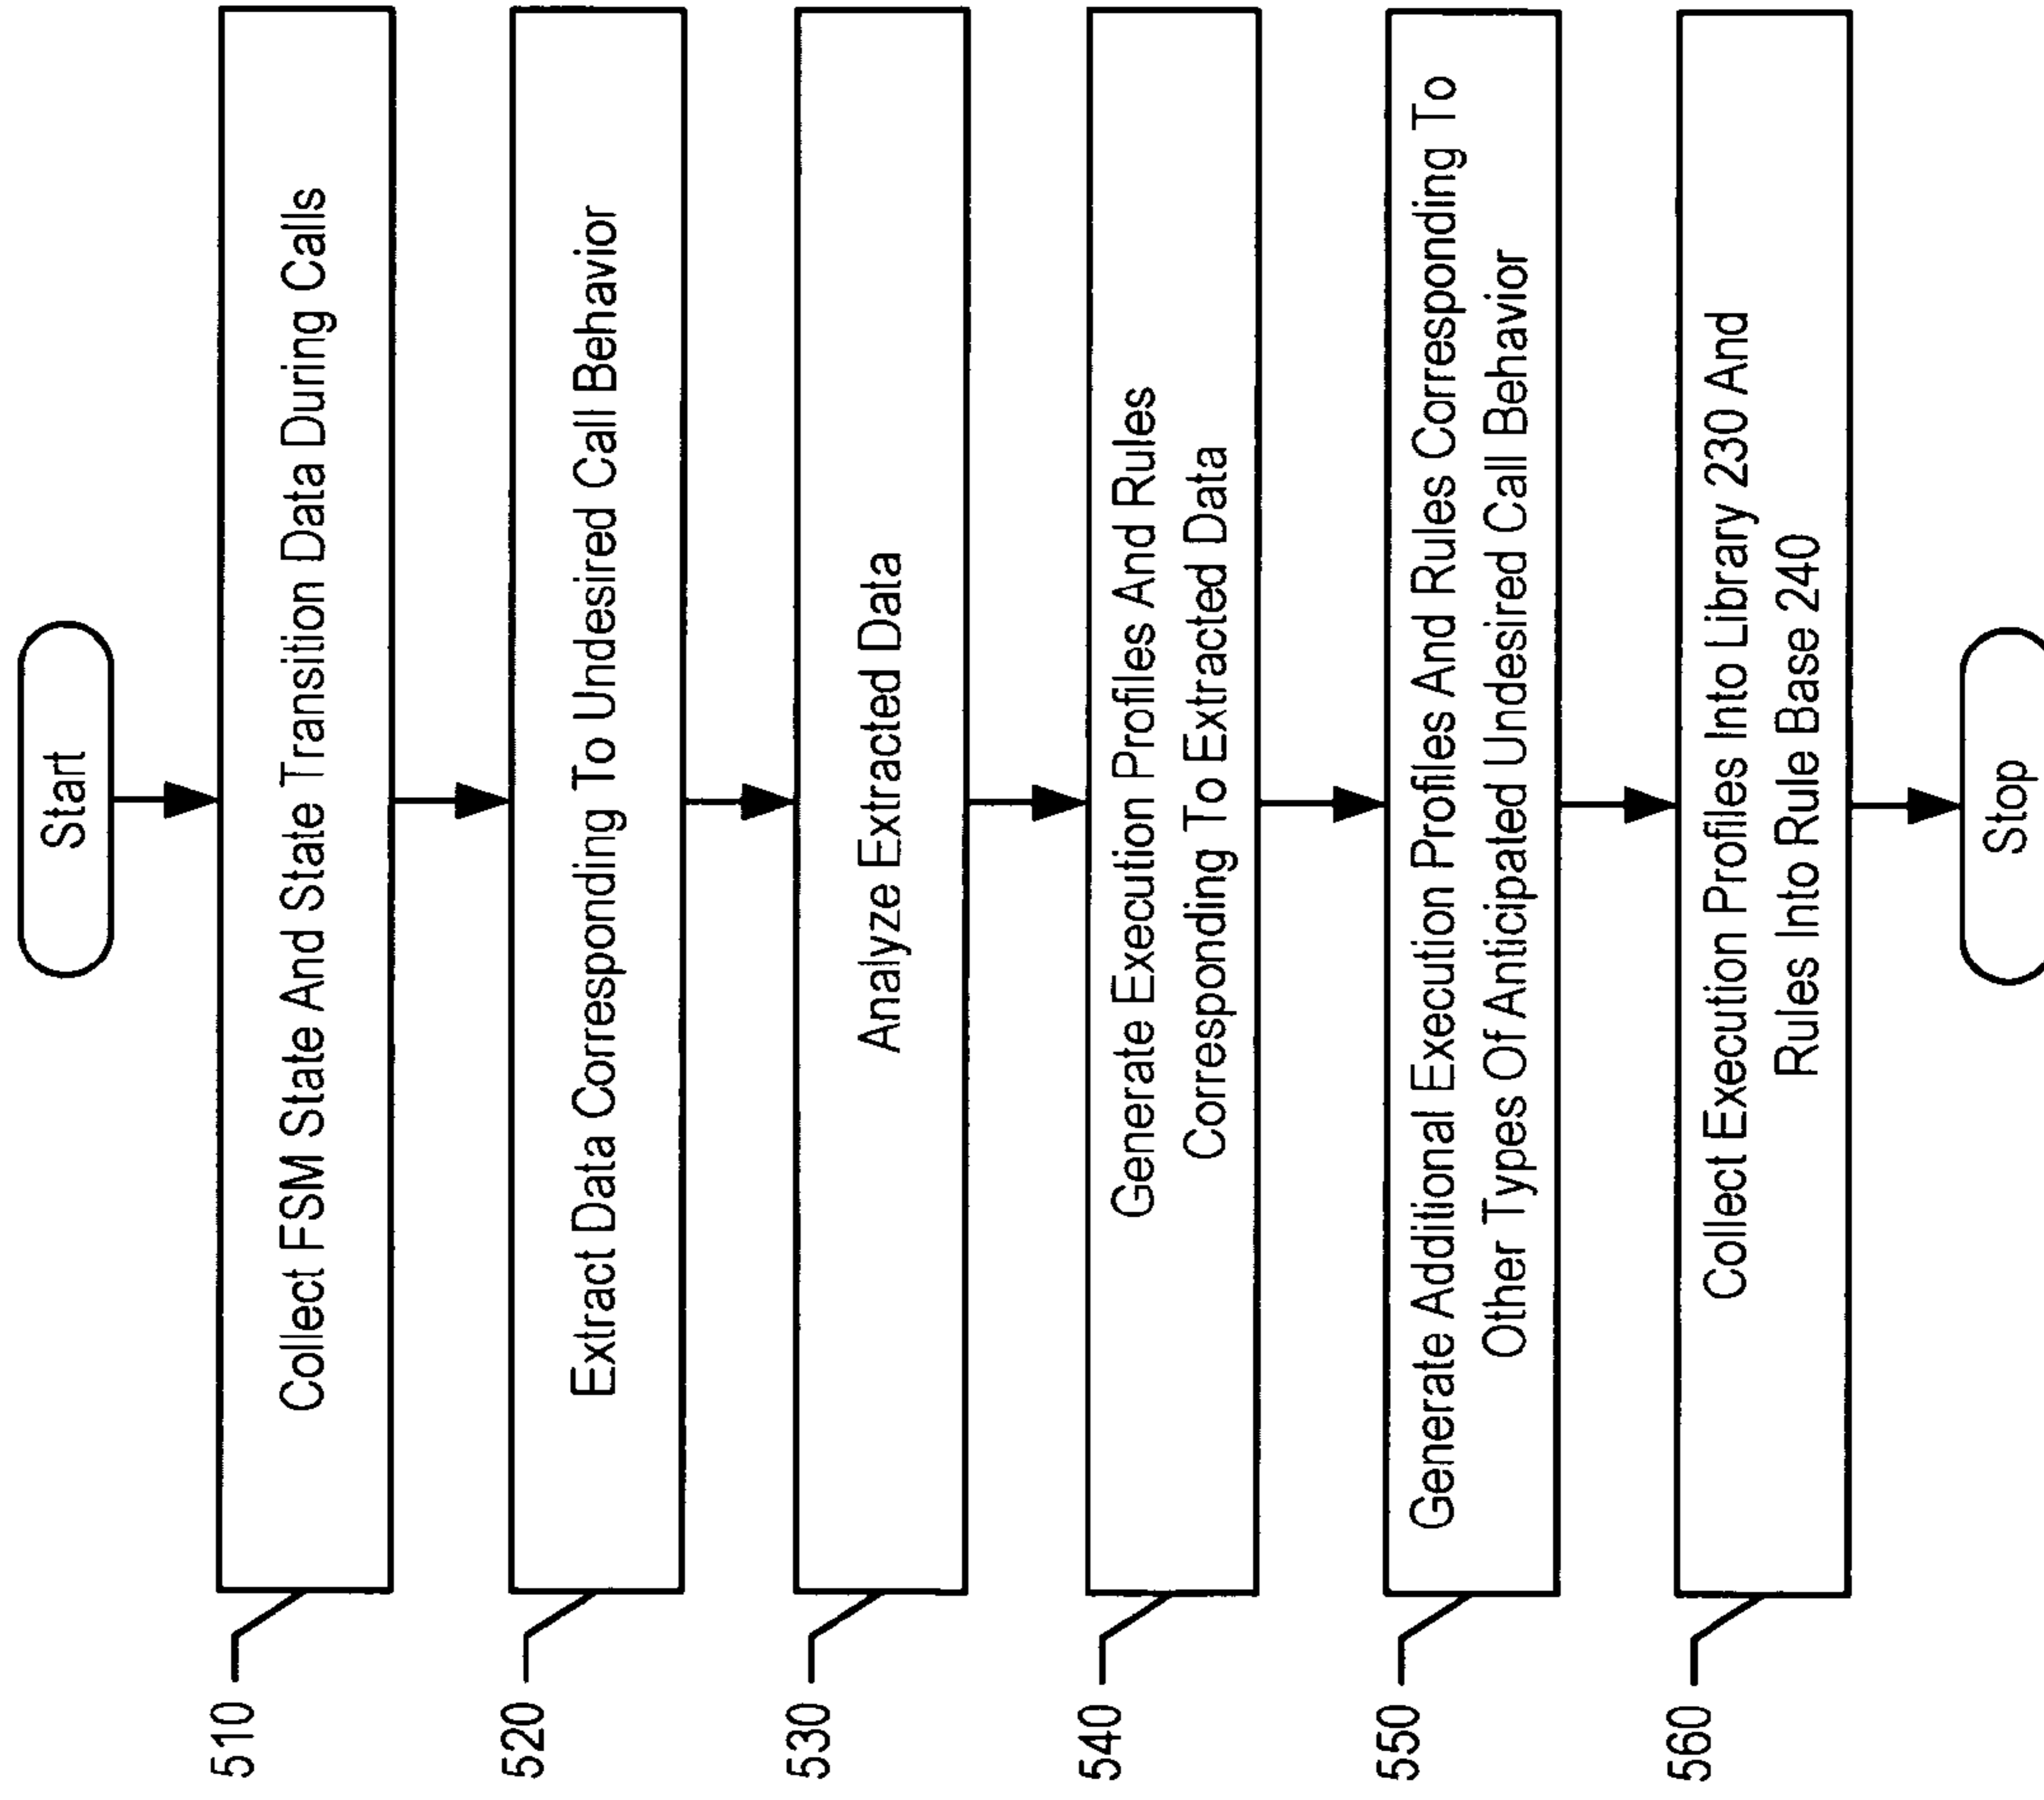 Start
510
Collect FSM State And State Transition Data During Calls
520
Extract Data Corresponding To Undesired Call Behavior
530
Analyze Extracted Data
540
Generate Execution Profiles And Rules
Corresponding To Extracted Data
550
Generate Additional Execution Profiles And Rules Corresponding To
Other Types Of Anticipated Undesired Call Behavior
560
Collect Execution Profiles Into Library 230 And
Rules Into Rule Base 240
Stop